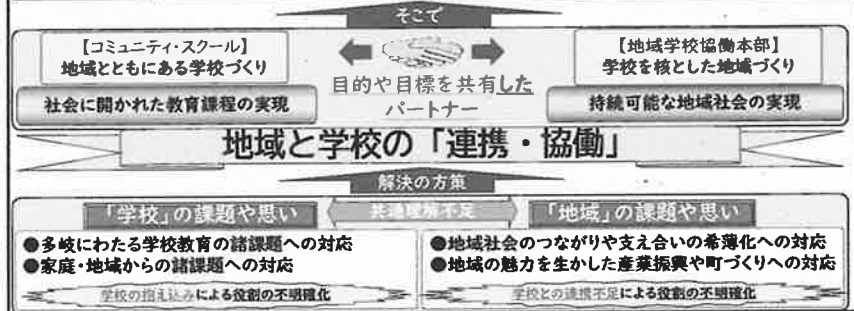 そこで
【コミュニティ・スクール】
地域とともにある学校づくり
社会に開かれた教育課程の実現
目的や目標を共有した
パートナー
【地域学校協働本部】
学校を核とした地域づくり
持続可能な地域社会の実現
地域と学校の「連携・協働」
解決の方策
「学校」の課題や思い
共通理解不足
「地域」の課題や思い
●多岐にわたる学校教育の諸課題への対応
●家庭・地域からの諸課題への対応
学校の抱え込みによる役割の不明確化
●地域社会のつながりや支え合いの希薄化への対応
●地域の魅力を生かした産業振興や町づくりへの対応
学校との連携不足による役割の不明確化